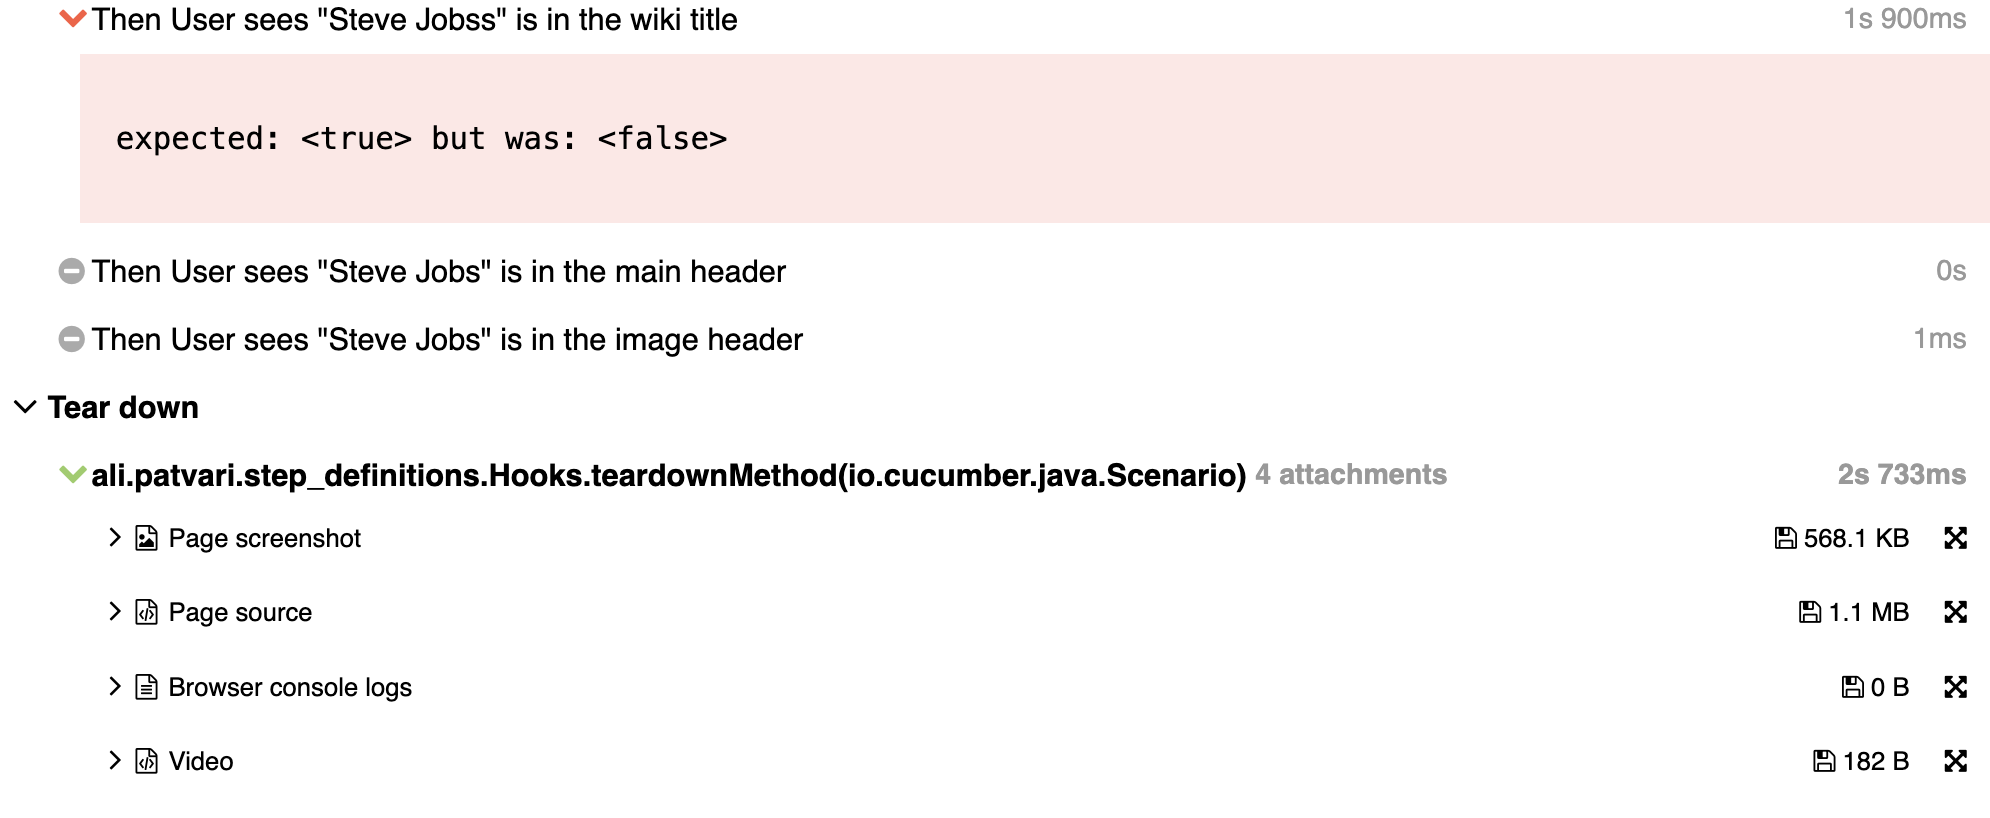 Then User sees "Steve Jobss" is in the wiki title 1s 900ms
expected: <true> but was: <false>
Then User sees "Steve Jobs" is in the main header 0s
Then User sees "Steve Jobs" is in the image header 1ms
Tear down
ali.patvari.step_definitions.Hooks.teardownMethod(io.cucumber.java.Scenario) 4 attachments 2s 733ms
Page screenshot 568.1 KB
Page source 1.1 MB
Browser console logs 0 B
Video 182 B